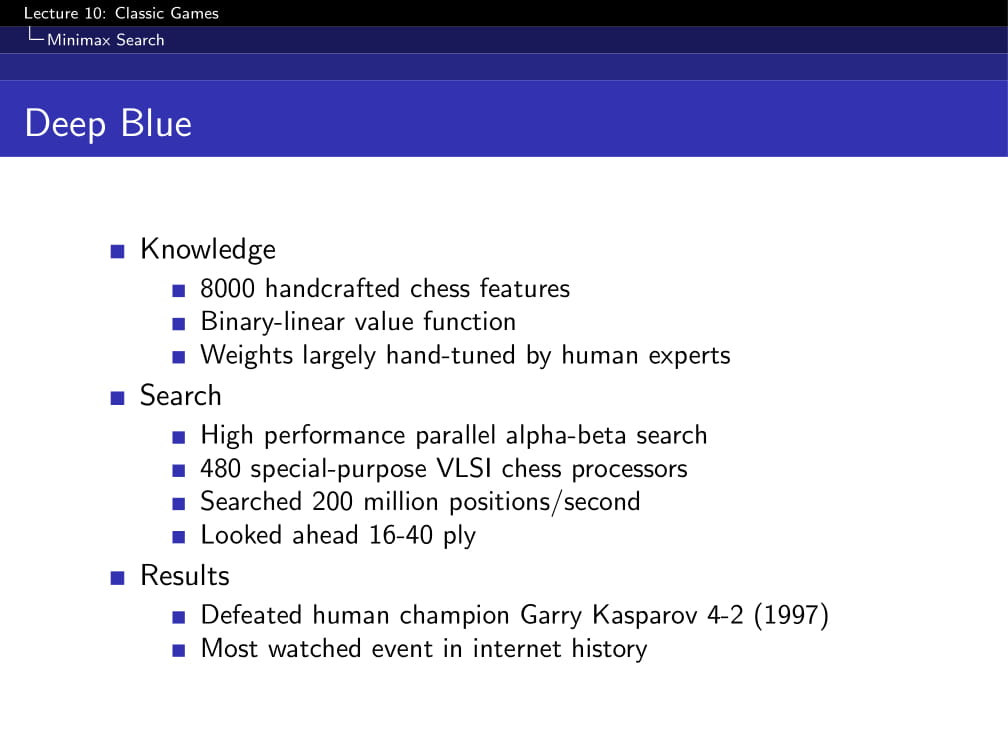 Lecture 10: Classic Games
Minimax Search
Deep Blue
Knowledge
8000 handcrafted chess features
Binary-linear value function
Weights largely hand-tuned by human experts
Search
High performance parallel alpha-beta search
480 special-purpose VLSI chess processors
Searched 200 million positions/second
Looked ahead 16-40 ply
Results
Defeated human champion Garry Kasparov 4-2 (1997)
Most watched event in internet history